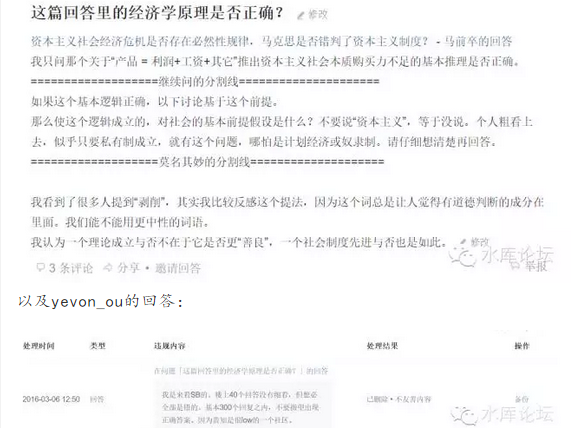 这篇回答里的经济学原理是否正确？ 修改
资本主义社会经济危机是否存在必然性规律，马克思是否错判了资本主义制度？ - 马前卒的回答
我只问那个关于“产品 = 利润+工资+其它”推出资本主义社会本质购买力不足的基本推理是否正确。
===================继续问的分割线=====================
如果这个基本逻辑正确，以下讨论基于这个前提。
那么使这个逻辑成立的，对社会的基本前提假设是什么？不要说“资本主义”，等于没说。个人粗看上
去，似乎只要私有制成立，就有这个问题，哪怕是计划经济或奴隶制。请仔细想清楚再回答。
===================莫名其妙的分割线====================
我看到了很多人提到“剥削”，其实我比较反感这个提法，因为这个词总是让人觉得有道德判断的成分在
里面。我们能不能用更中性的词语。
我认为一个理论成立与否不在于它是否更“善良”，一个社会制度先进与否也是如此。 修改
3 条评论 分享 • 邀请回答 举报
水库论坛
以及yevon_ou的回答：
处理时间 类型 违规内容 处理结果 操作
在问题「这篇回答里的经济学原理是否正确？」的回答
2016-03-06 12:50 回答 已删除 • 不友善内容 备份
我是来看SB的。楼上40个回答没有细看，但想必
全部是错的。基本300个回复之内，不要指望出现
正确答案。因为知乎是很low的一个社区。
水库论坛